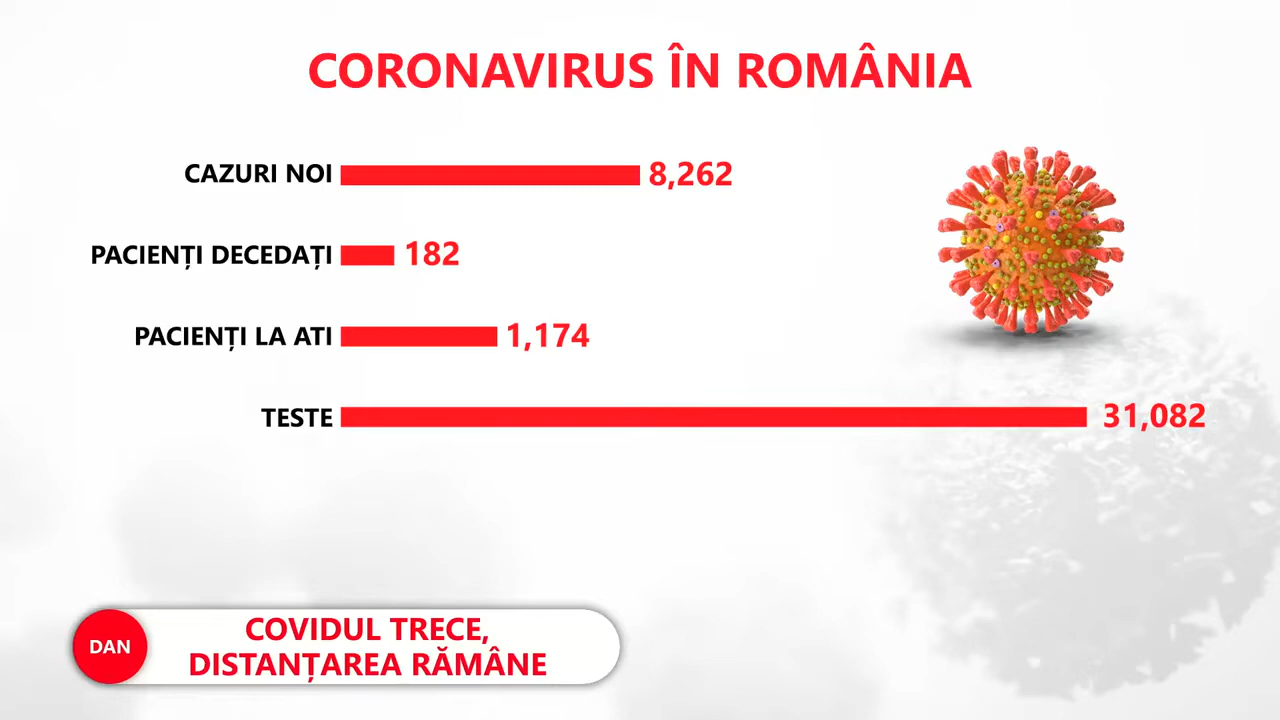 CORONAVIRUS ÎN ROMÂNIA
CAZURI NOI 8,262
PACIENȚI DECEDAȚI 182
PACIENȚI LA ATI 1,174
TESTE 31,082
DAN
COVIDUL TRECE,
DISTANȚAREA RĂMÂNE